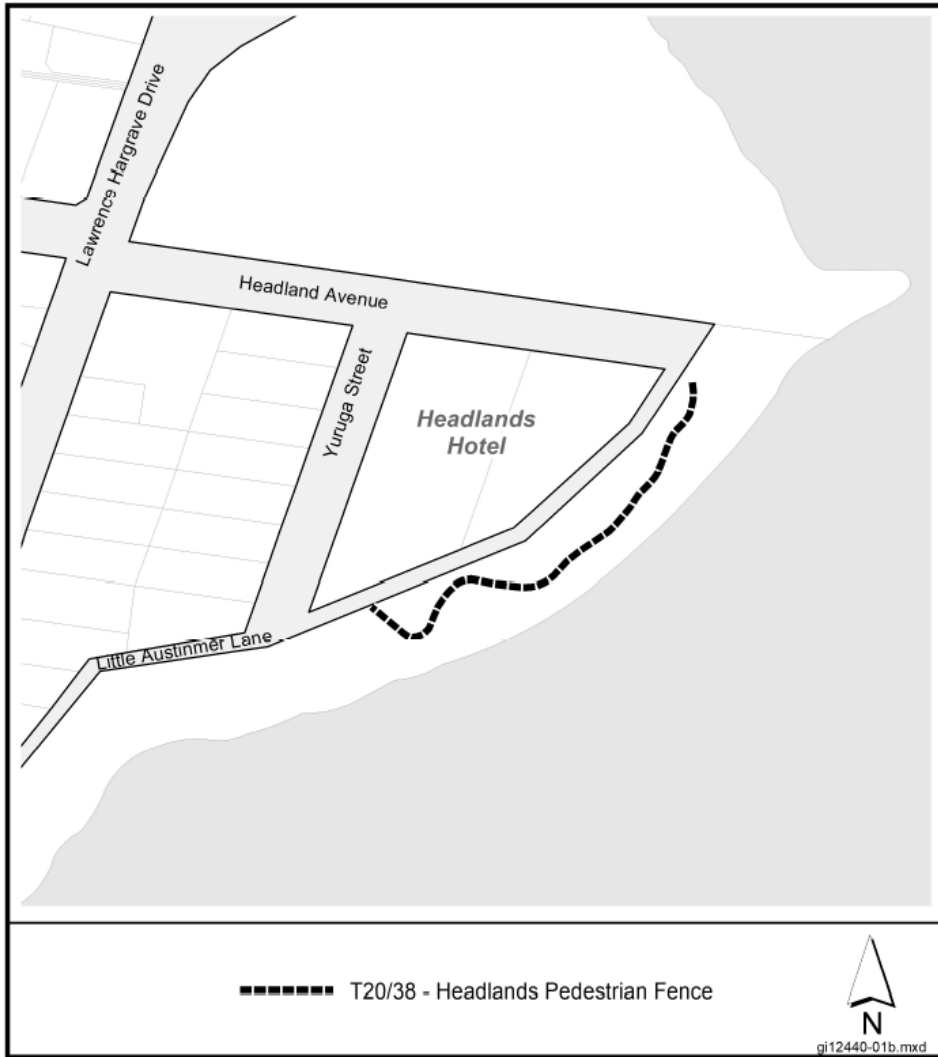 Lawrence Hargrave Drive
Headland Avenue
Yuruga Street
Headlands
Hotel
Little Austinmer Lane
T20/38 - Headlands Pedestrian Fence
N
gi12440-01b.mxd